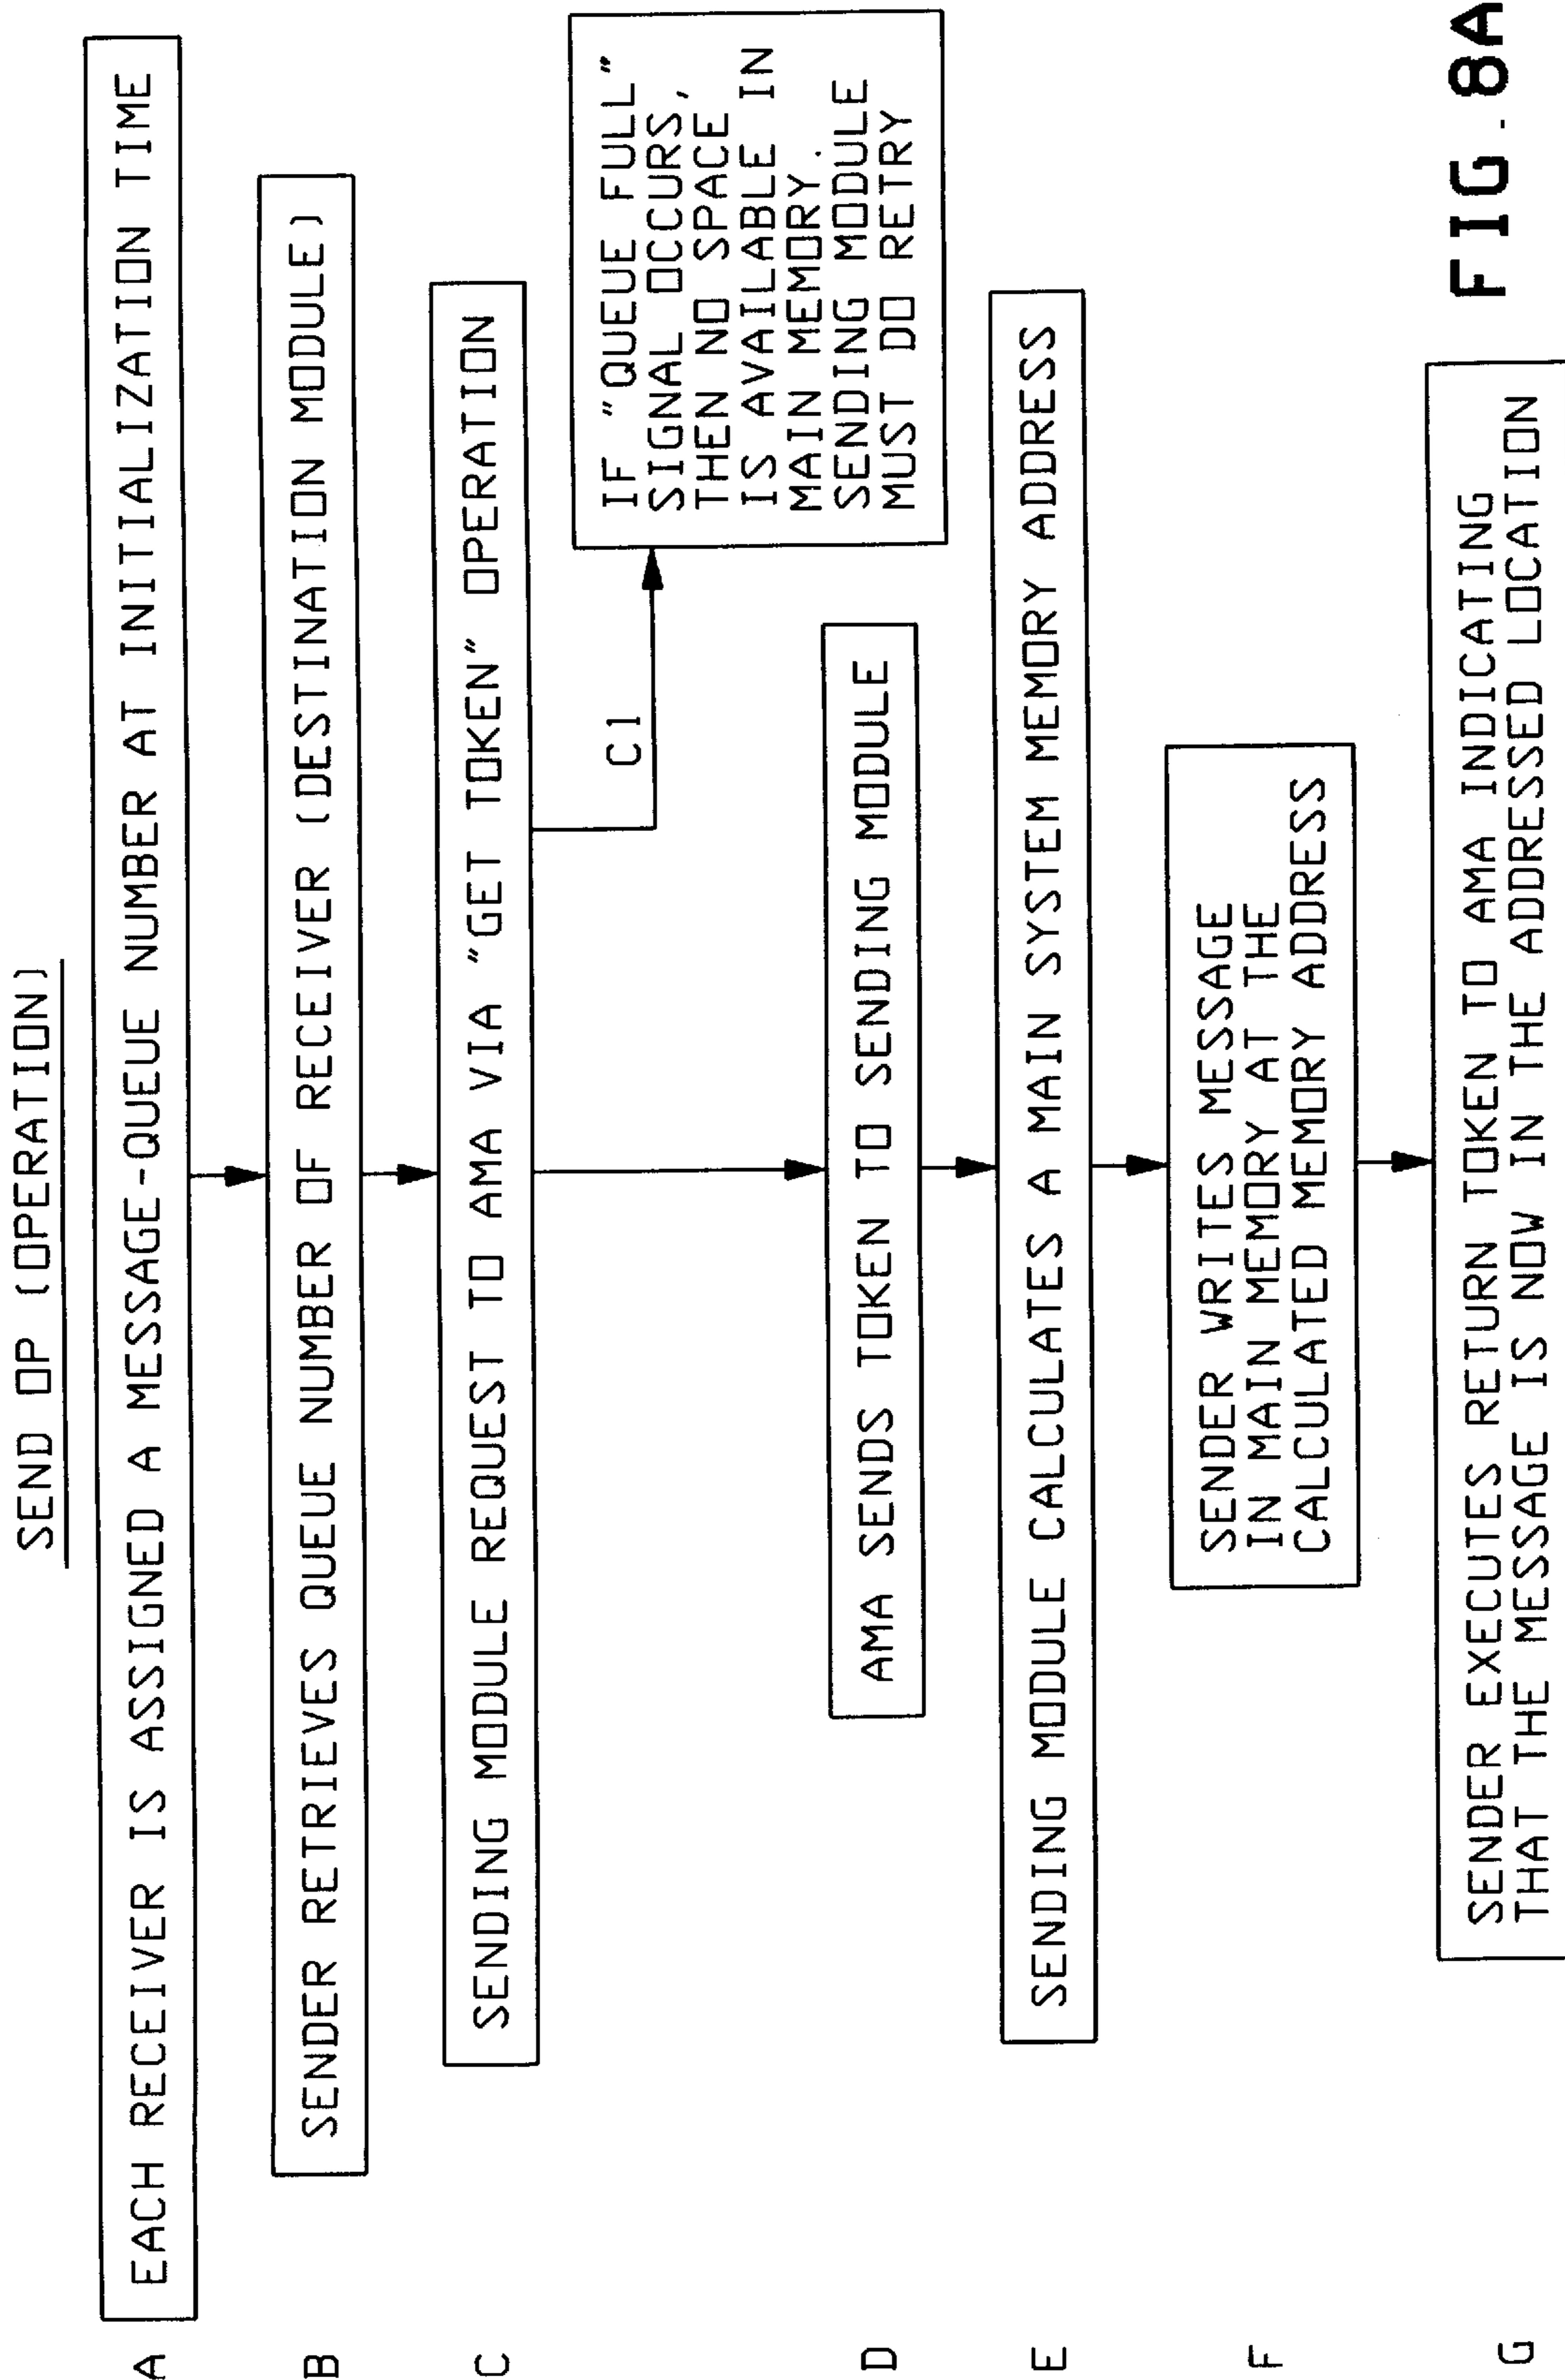 SEND OP (OPERATION)
A EACH RECEIVER IS ASSIGNED A MESSAGE-QUEUE NUMBER AT INITIALIZATION TIME
B SENDER RETRIEVES QUEUE NUMBER OF RECEIVER (DESTINATION MODULE)
C SENDING MODULE REQUEST TO AMA VIA "GET TOKEN" OPERATION
C1
IF "QUEUE FULL"
SIGNAL OCCURS,
THEN NO SPACE
IS AVAILABLE IN
MAIN MEMORY.
SENDING MODULE
MUST DO RETRY
D AMA SENDS TOKEN TO SENDING MODULE
E SENDING MODULE CALCULATES A MAIN SYSTEM MEMORY ADDRESS
F SENDER WRITES MESSAGE
IN MAIN MEMORY AT THE
CALCULATED MEMORY ADDRESS
G SENDER EXECUTES RETURN TOKEN TO AMA INDICATING
THAT THE MESSAGE IS NOW IN THE ADDRESSED LOCATION
FIG.8A